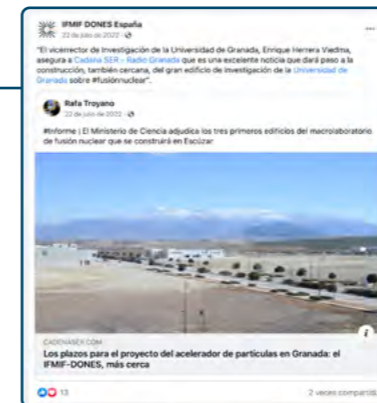 IFMIF DONES España
22 de julio de 2022
"El vicerrector de Investigación de la Universidad de Granada, Enrique Herrera Viedma,
asegura a Cadena SER - Radio Granada que es una excelente noticia que dará paso a la
construcción, también cercana, del gran edificio de investigación de la Universidad de
Granada sobre #fusiónnuclear".
Rafa Troyano
22 de julio de 2022
#Informe | El Ministerio de Ciencia adjudica los tres primeros edificios del macrolaboratorio
de fusión nuclear que se construirá en Escúzar
i
CADENASER.COM
Los plazos para el proyecto del acelerador de partículas en Granada: el
IFMIF-DONES, más cerca
13
2 veces compartido